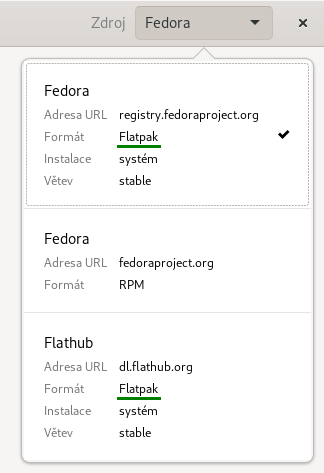 Zdroj Fedora
Fedora
Adresa URL registry.fedoraproject.org
Formát Flatpak
Instalace systém
Větev stable
Fedora
Adresa URL fedoraproject.org
Formát RPM
Flathub
Adresa URL dl.flathub.org
Formát Flatpak
Instalace systém
Větev stable